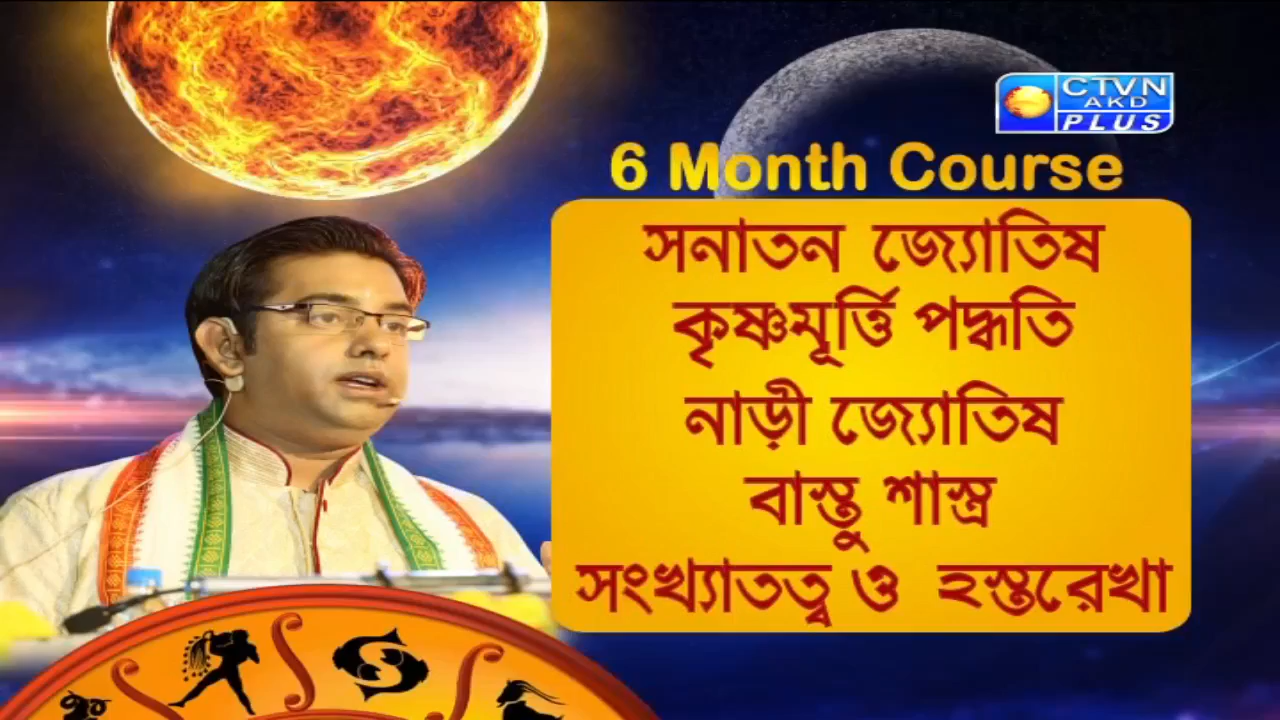 CTVN
AKD
PLUS
6 Month Course
সনাতন জ্যোতিষ
কৃষ্ণমূর্ত্তি পদ্ধতি
নাড়ী জ্যোতিষ
বাস্তু শাস্ত্র
সংখ্যাতত্ব ও হস্তরেখা